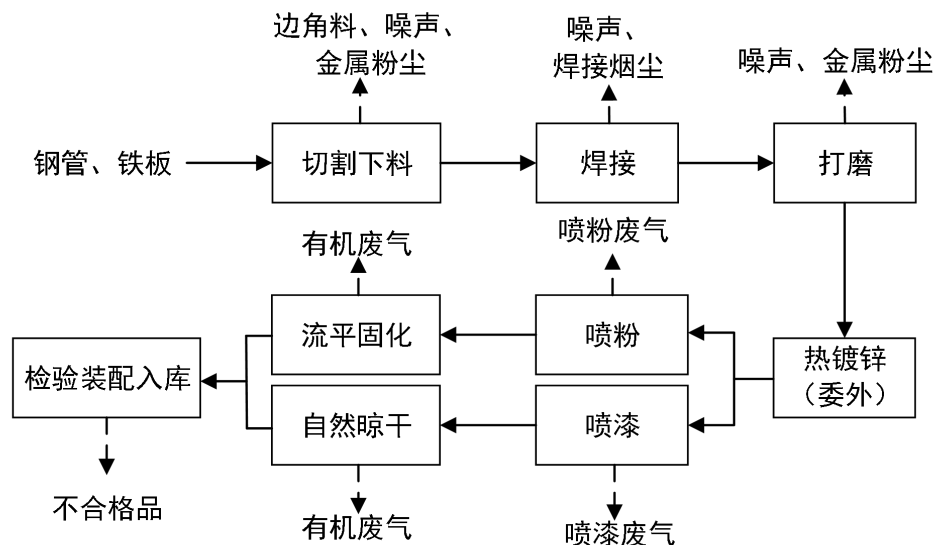 边角料、噪声、
金属粉尘
噪声、
焊接烟尘
噪声、金属粉尘
钢管、铁板
切割下料
焊接
打磨
有机废气
喷粉废气
流平固化
喷粉
热镀锌
（委外）
检验装配入库
自然晾干
喷漆
不合格品
有机废气
喷漆废气